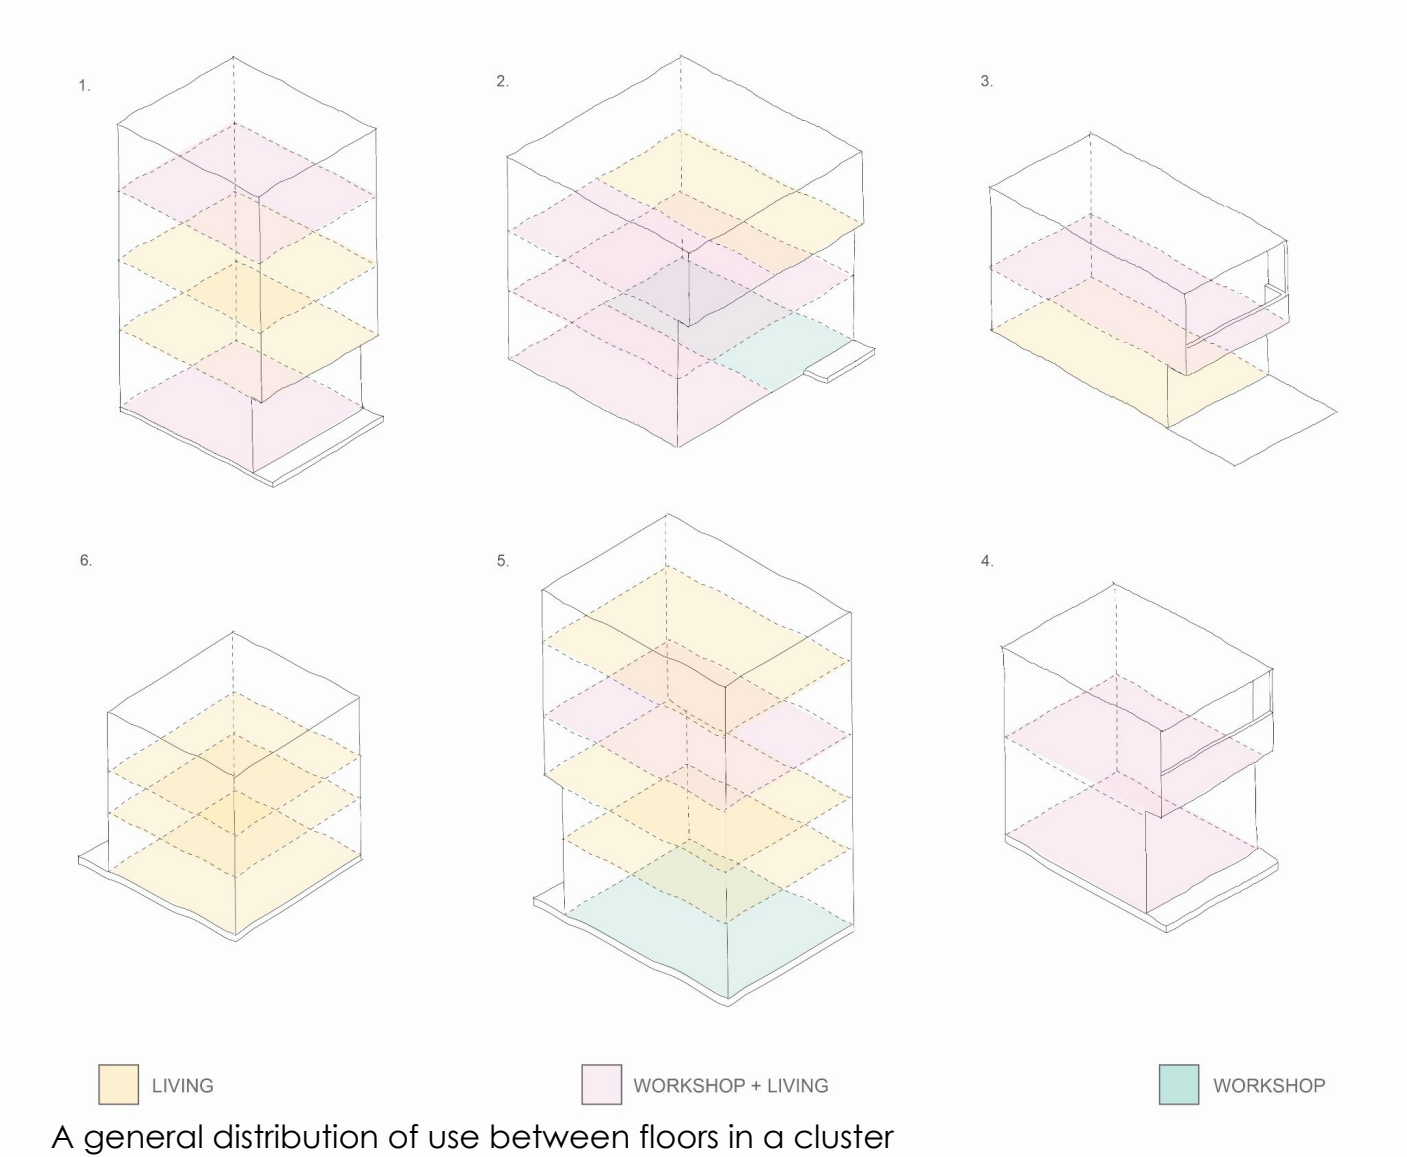 1.
2.
3.
6.
5.
4.
LIVING
WORKSHOP + LIVING
WORKSHOP
A general distribution of use between floors in a cluster